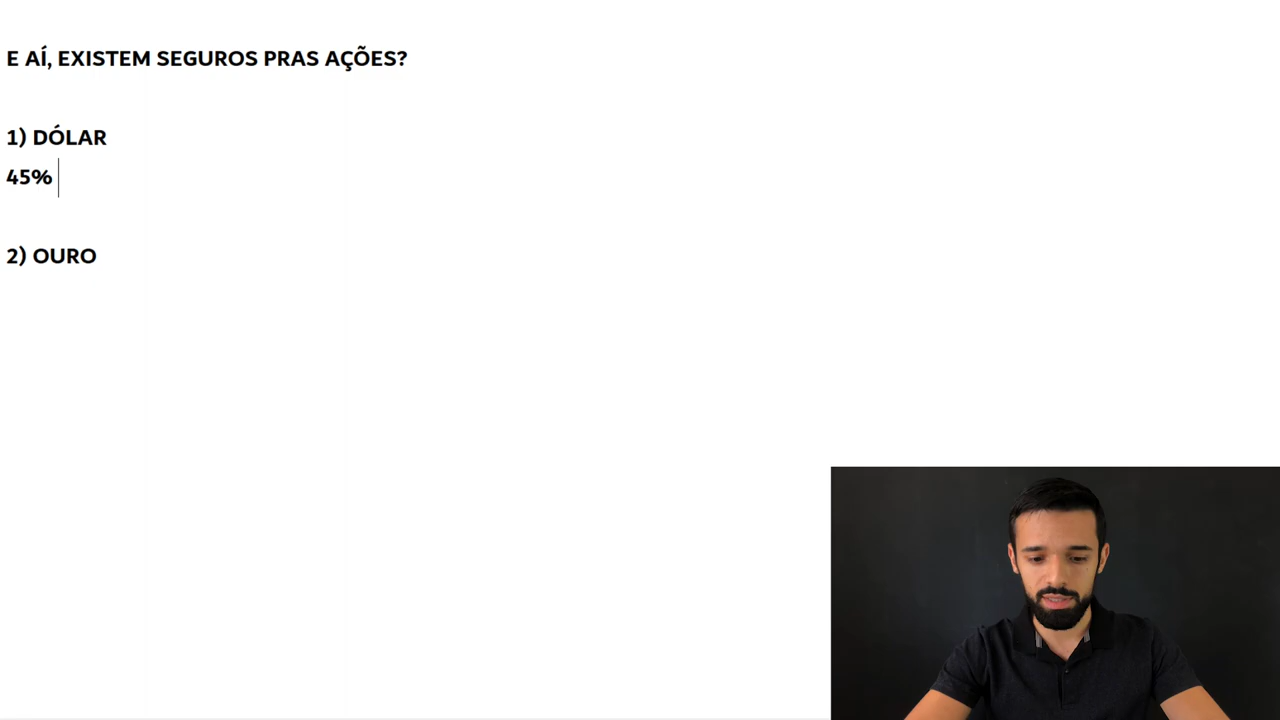 E AÍ, EXISTEM SEGUROS PRAS AÇÕES?
1) DÓLAR
45%
2) OURO